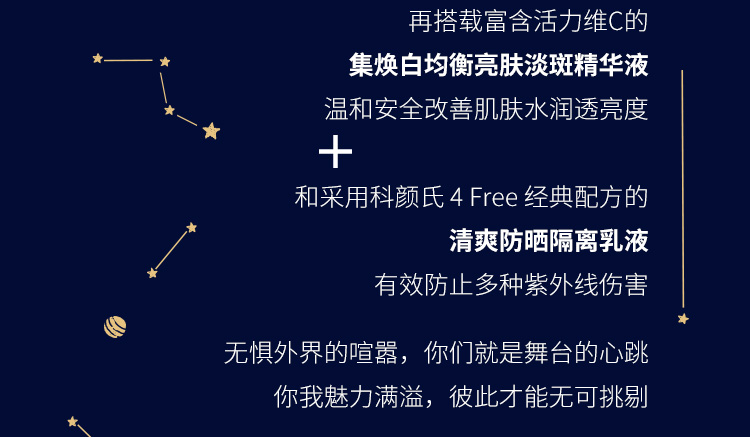 再搭载富含活力维C的
集焕白均衡亮肤淡斑精华液
温和安全改善肌肤水润透亮度
+
和采用科颜氏 4 Free 经典配方的
清爽防晒隔离乳液
有效防止多种紫外线伤害
无惧外界的喧嚣，你们就是舞台的心跳
你我魅力满溢，彼此才能无可挑剔